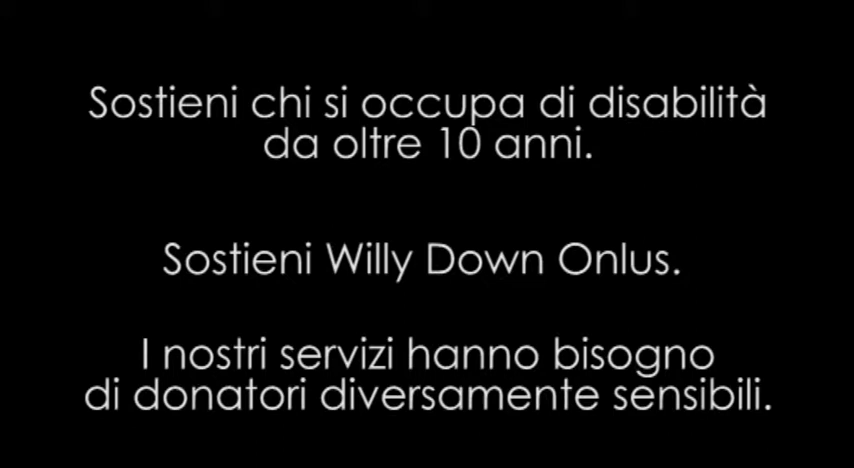 Sostieni chi si occupa di disabilità
da oltre 10 anni.
Sostieni Willy Down Onlus.
I nostri servizi hanno bisogno
di donatori diversamente sensibili.